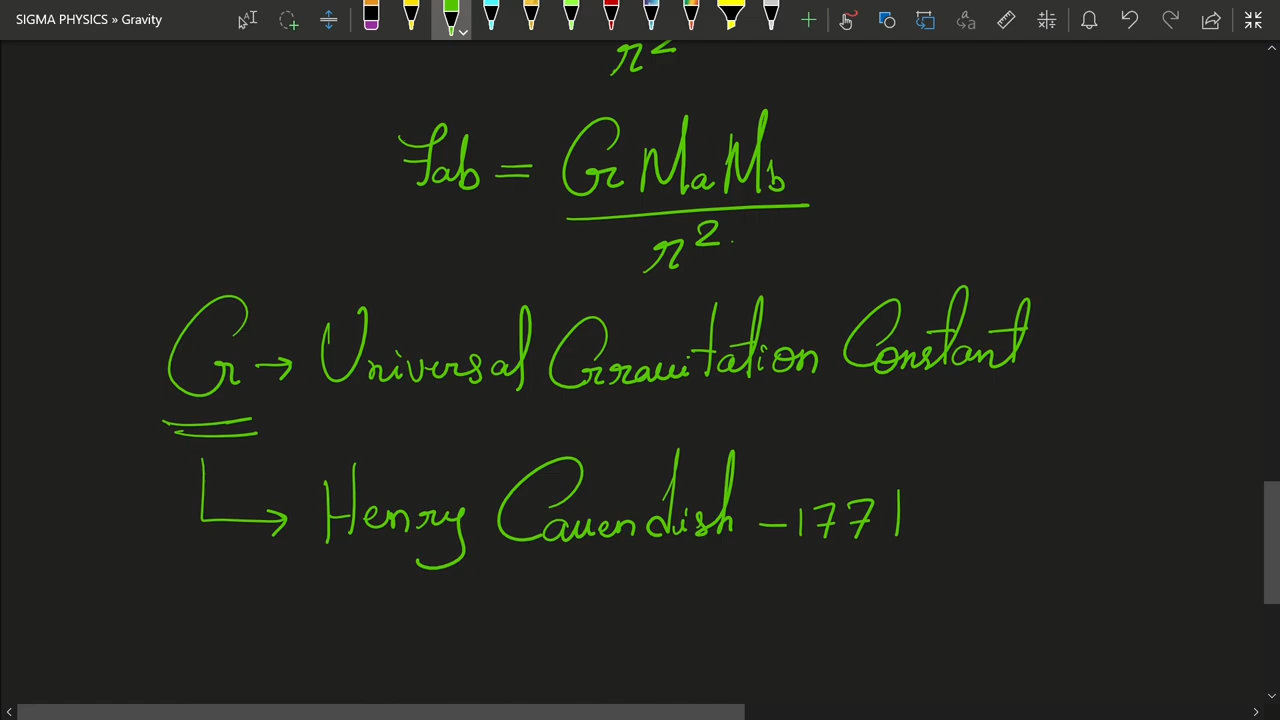 SIGMA PHYSICS » Gravity
r²
Fab = G Ma Mb
r²
G → Universal Gravitation Constant
→ Henry Cavendish - 1771